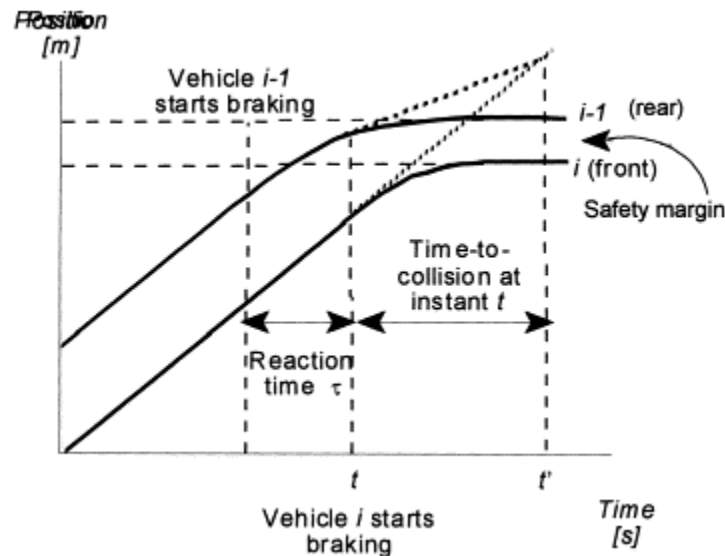 Position
[m]
Vehicle i-1
starts braking
i-1 (rear)
i (front)
Safety margin
Time-to-
collision at
instant t
Reaction
time τ
t
t'
Vehicle i starts
braking
Time
[s]